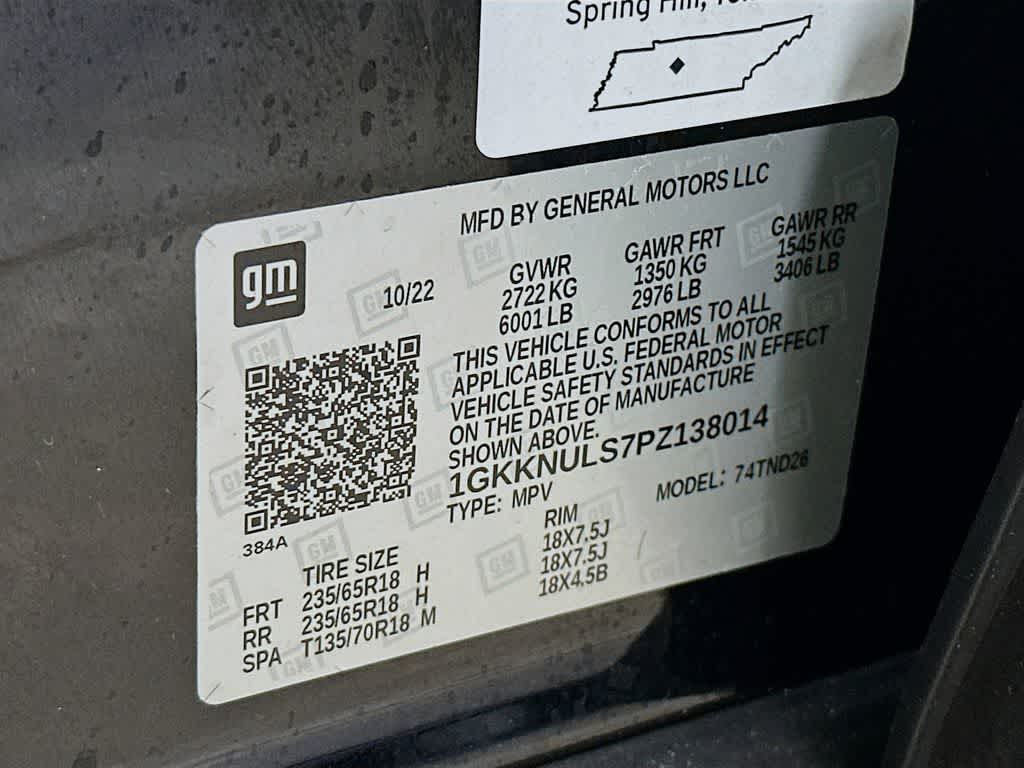 Spring Hill,
MFD BY GENERAL MOTORS LLC
gm
10/22
GVWR GAWR FRT GAWR RR
2722 KG 1350 KG 1545 KG
6001 LB 2976 LB 3406 LB
THIS VEHICLE CONFORMS TO ALL
APPLICABLE U.S. FEDERAL MOTOR
VEHICLE SAFETY STANDARDS IN EFFECT
ON THE DATE OF MANUFACTURE
SHOWN ABOVE.
1GKKNULS7PZ138014
TYPE: MPV MODEL: 74TND26
384A
TIRE SIZE RIM
FRT 235/65R18 H 18X7.5J
RR 235/65R18 H 18X7.5J
SPA T135/70R18 M 18X4.5B